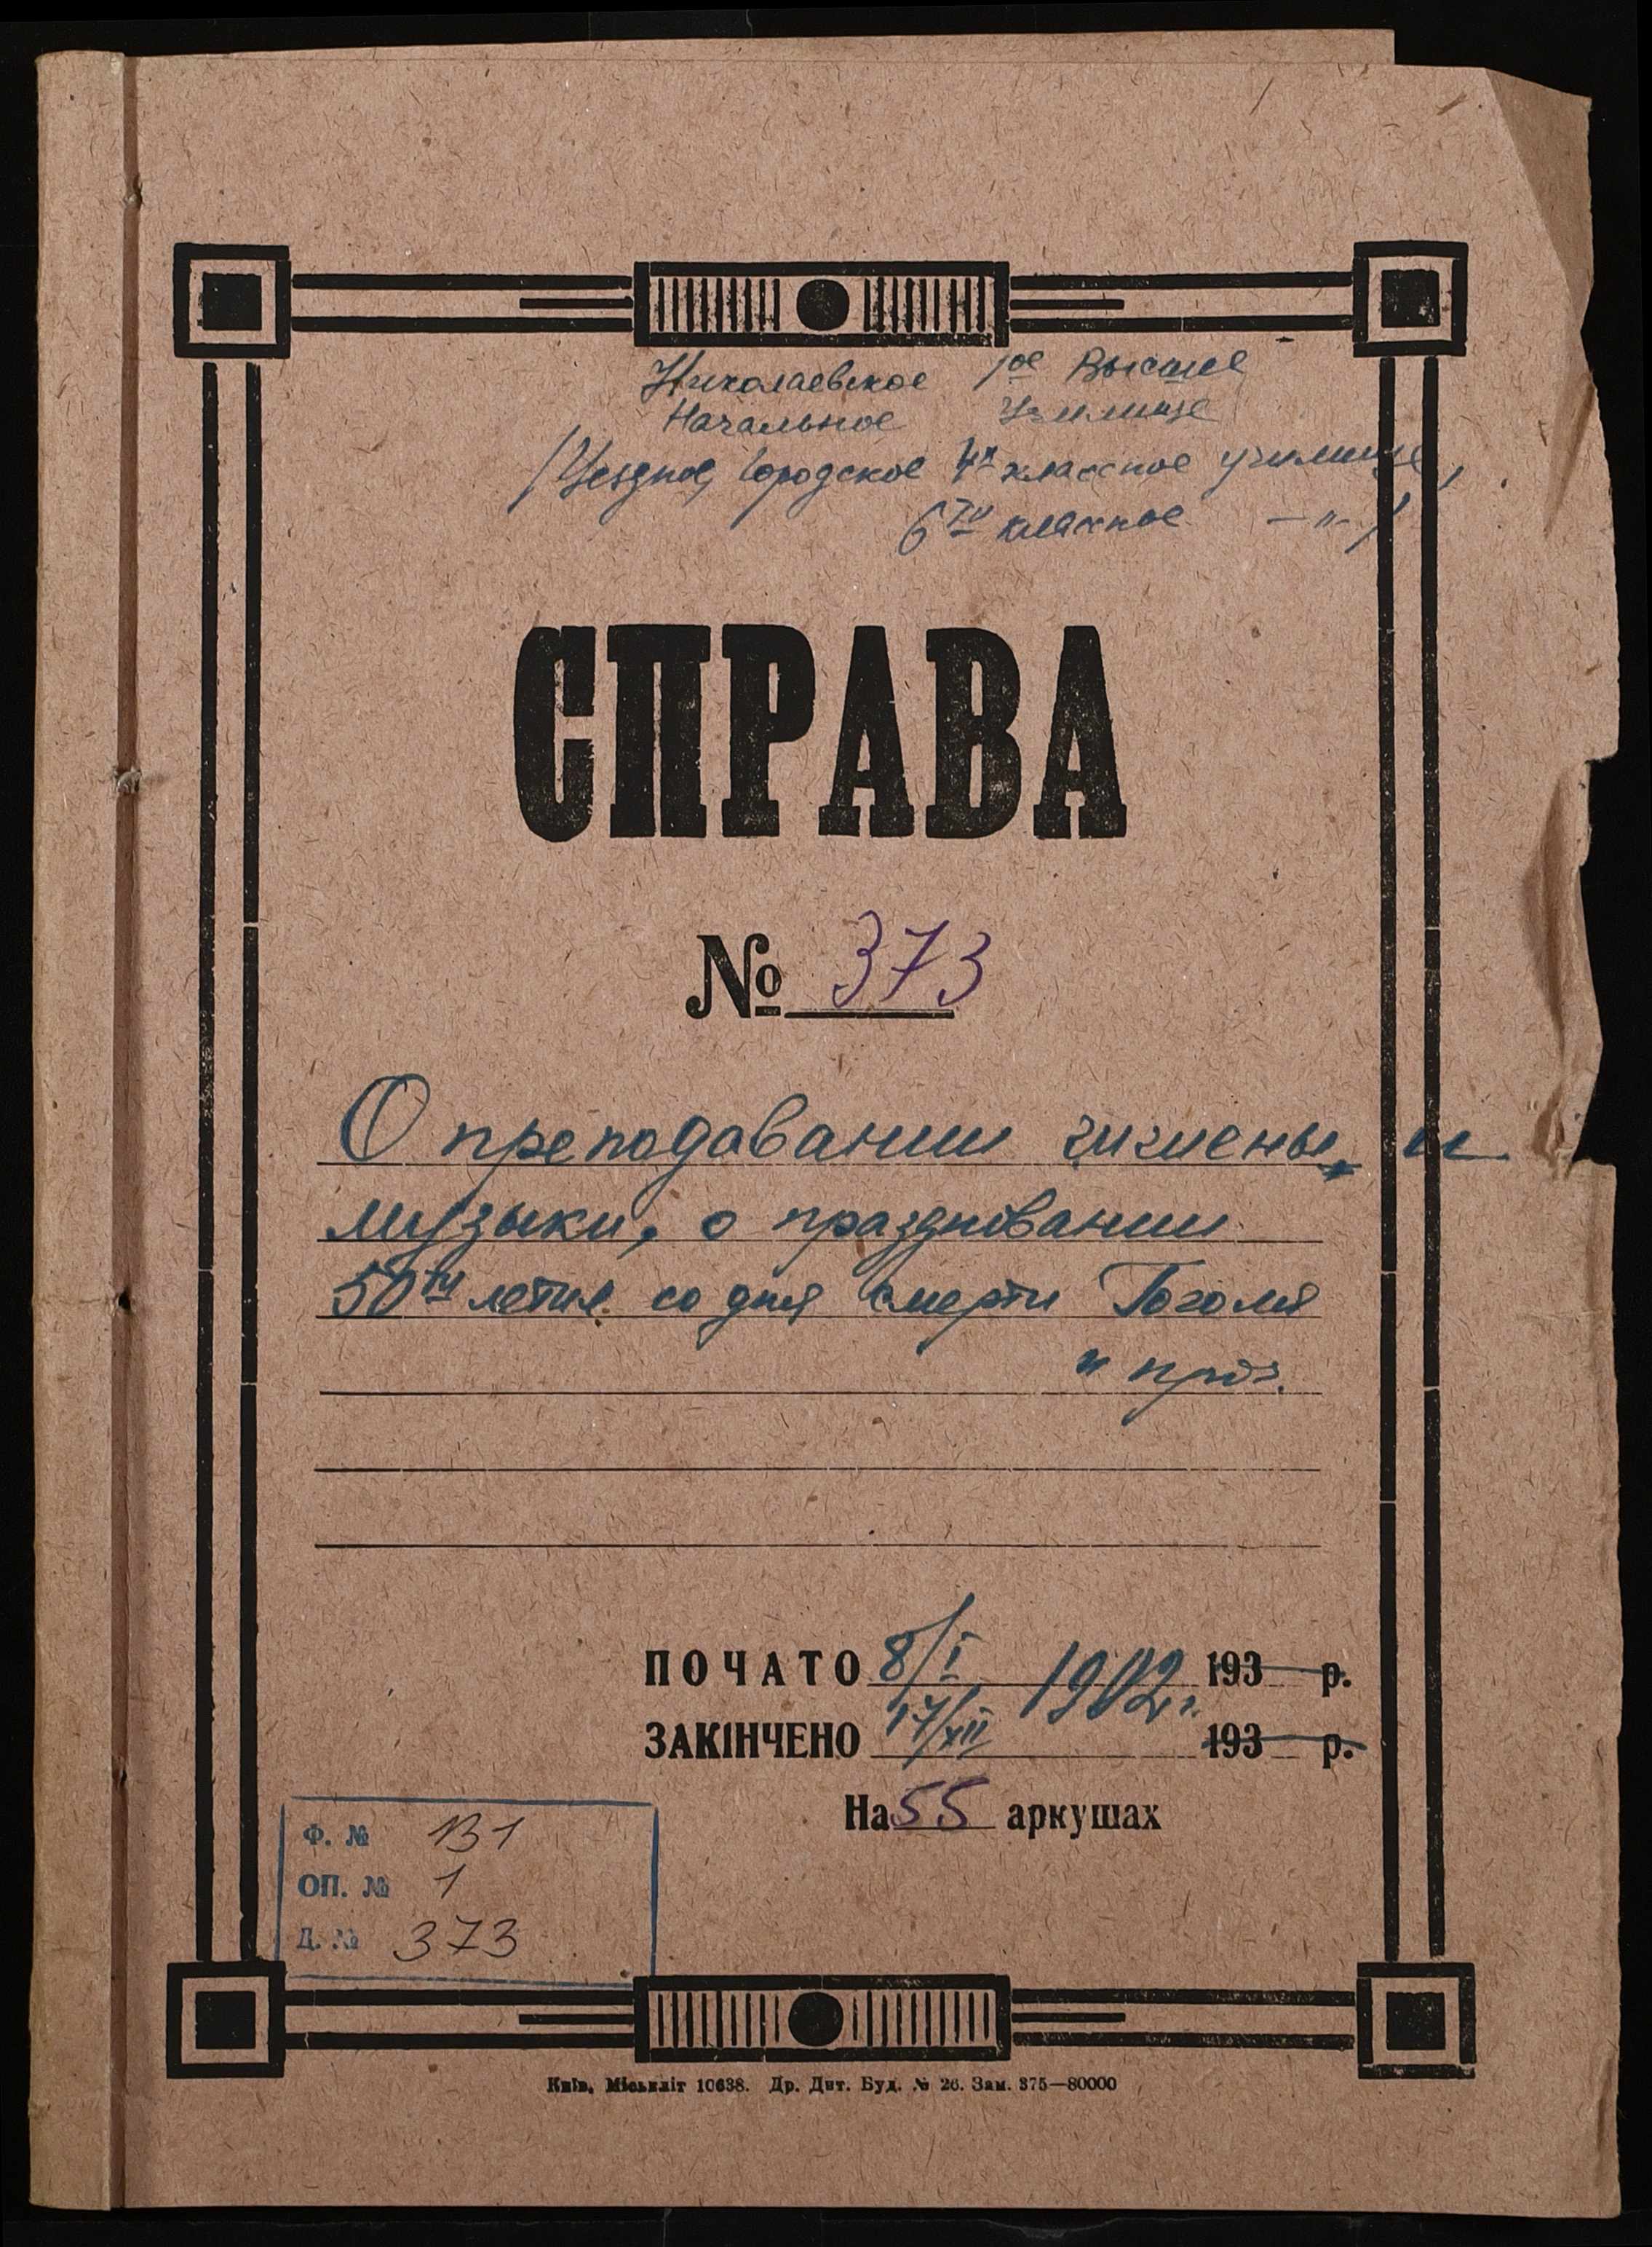 Николаевское 1ое Высшее
Начальное Училище
/Уездное, городское 4х классное училище,
6ти классное —"—/
СПРАВА
№ 373
О преподавании гигиены и
музыки, о праздновании
50ти летия со дня смерти Гоголя
и проч.
ПОЧАТО 8/I 1902 г. 193 р.
ЗАКІНЧЕНО 17/XII 193 р.
На 55 аркушах
Ф. № 131
ОП. № 1
Д. № 373
Київ, Міськліт 10638. Др. Дит. Буд. № 26. Зам. 375—80000